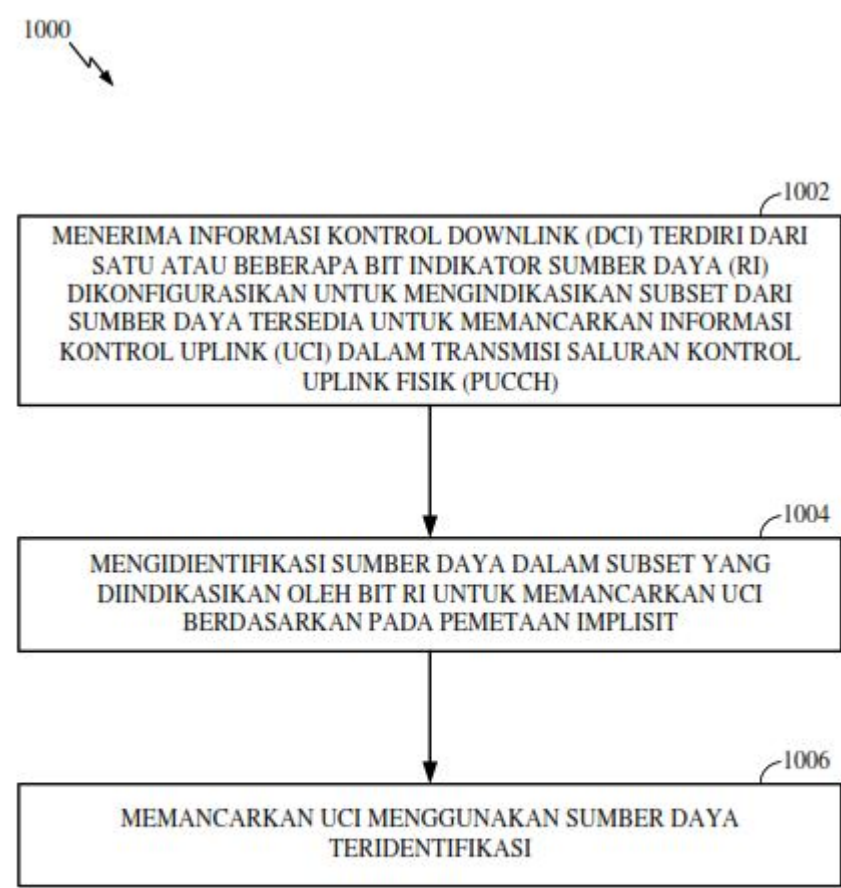 1000
1002
MENERIMA INFORMASI KONTROL DOWNLINK (DCI) TERDIRI DARI
SATU ATAU BEBERAPA BIT INDIKATOR SUMBER DAYA (RI)
DIKONFIGURASIKAN UNTUK MENGINDIKASIKAN SUBSET DARI
SUMBER DAYA TERSEDIA UNTUK MEMANCARKAN INFORMASI
KONTROL UPLINK (UCI) DALAM TRANSMISI SALURAN KONTROL
UPLINK FISIK (PUCCH)
1004
MENGIDIENTIFIKASI SUMBER DAYA DALAM SUBSET YANG
DIINDIKASIKAN OLEH BIT RI UNTUK MEMANCARKAN UCI
BERDASARKAN PADA PEMETAAN IMPLISIT
1006
MEMANCARKAN UCI MENGGUNAKAN SUMBER DAYA
TERIDENTIFIKASI